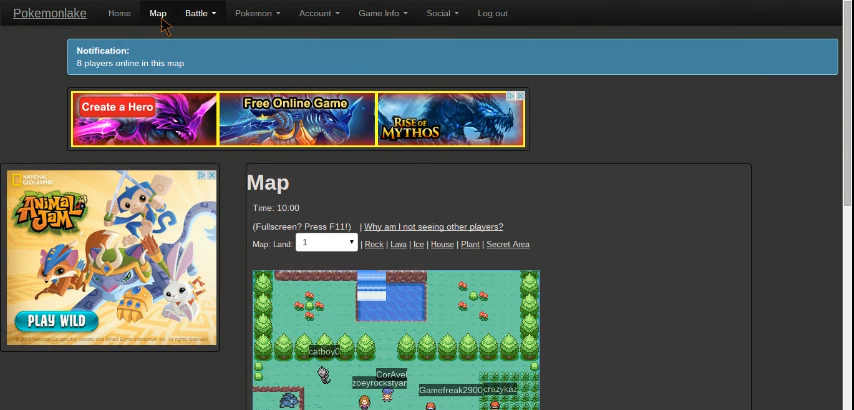 Pokemonlake Home Map Battle Pokemon Account Game Info Social Log out
Notification:
8 players online in this map
Create a Hero Free Online Game RISE OF MYTHOS
NATIONAL GEOGRAPHIC
ANIMAL JAM
PLAY WILD
Map
Time: 10:00
(Fullscreen? Press F11!) | Why am I not seeing other players?
Map: Land: 1 | Rock | Lava | Ice | House | Plant | Secret Area
catboy0
CorAvel
zoeyrockstyar
Gamefreak2900 crazykaz